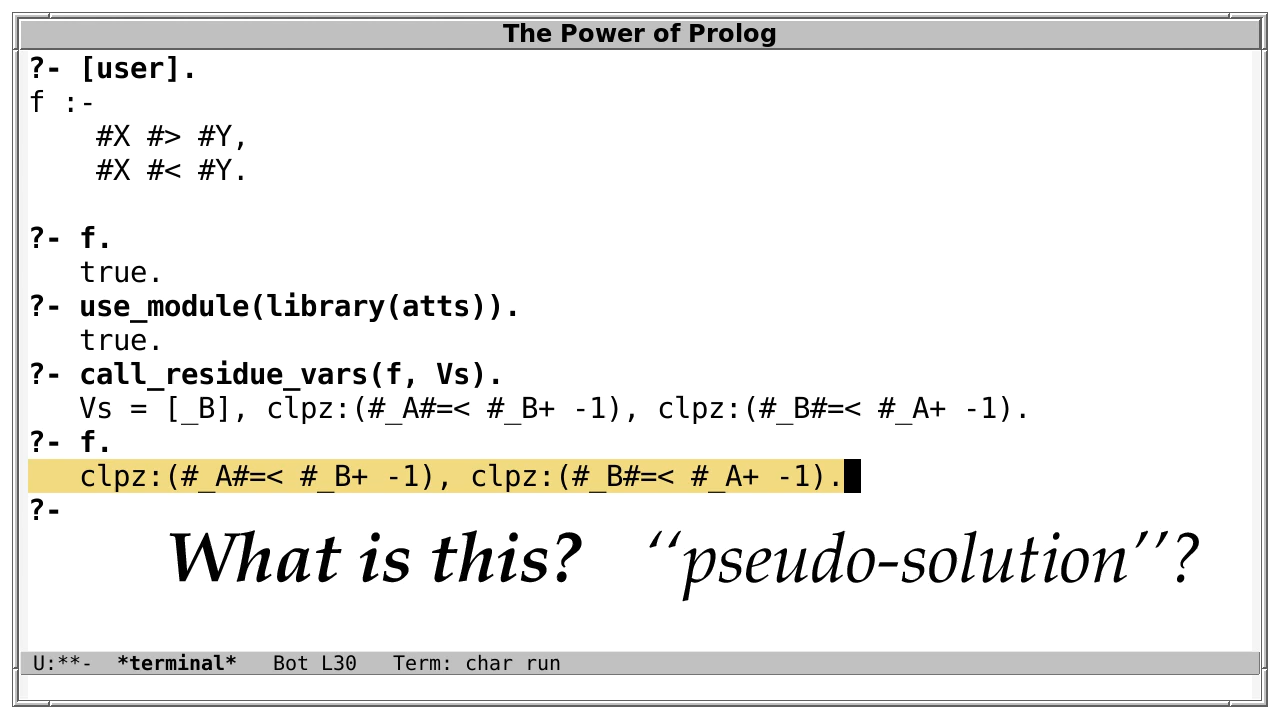 The Power of Prolog
?- [user].
f :-
     #X #> #Y,
     #X #< #Y.
?- f.
   true.
?- use_module(library(atts)).
   true.
?- call_residue_vars(f, Vs).
   Vs = [_B], clpz:(#_A#=< #_B+ -1), clpz:(#_B#=< #_A+ -1).
?- f.
   clpz:(#_A#=< #_B+ -1), clpz:(#_B#=< #_A+ -1).
?-
What is this? ‘‘pseudo-solution’’?
U:**-  *terminal*   Bot L30   Term: char run